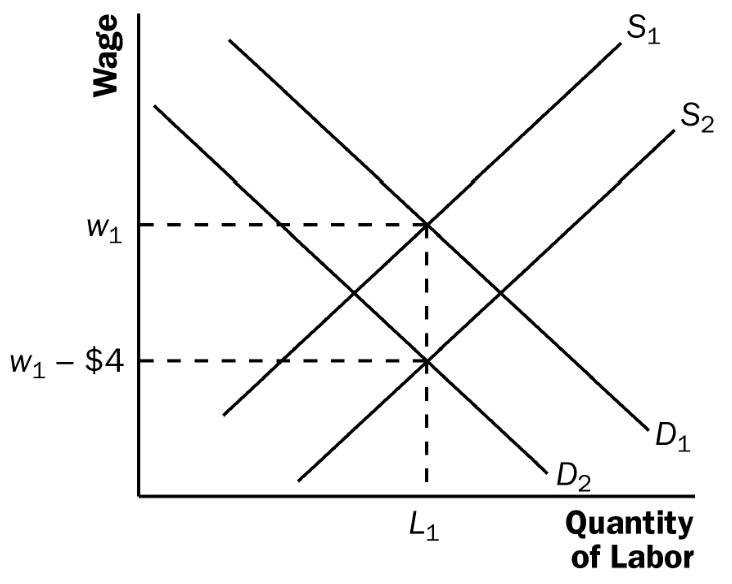 Wage
S1
S2
w1
w1 – $4
D1
D2
L1
Quantity
of Labor